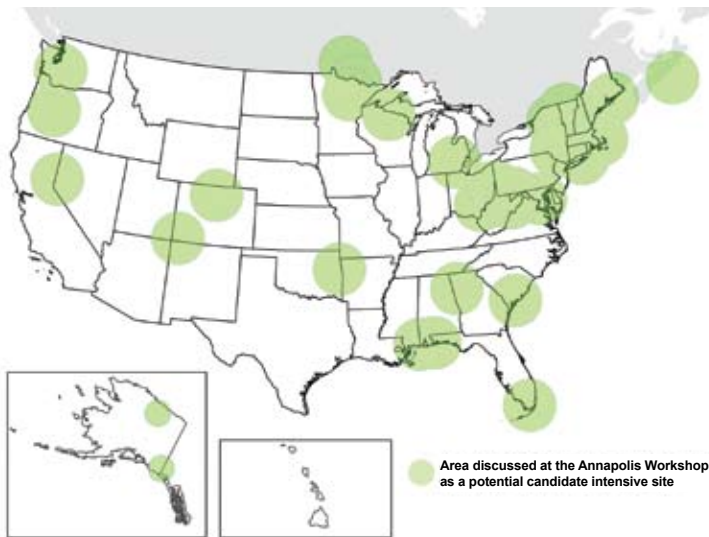 Area discussed at the Annapolis Workshop
as a potential candidate intensive site